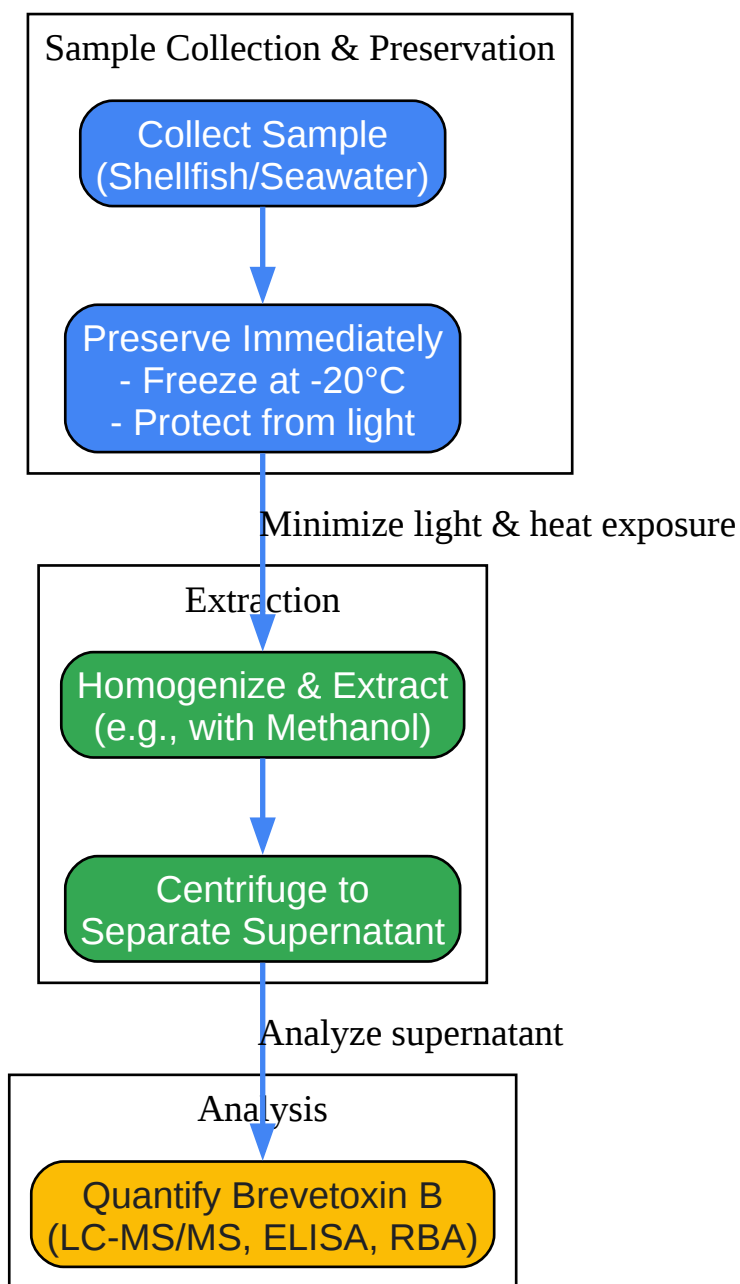 Sample Collection & Preservation
Collect Sample
(Shellfish/Seawater)
Preserve Immediately
- Freeze at -20°C
- Protect from light
Minimize light & heat exposure
Extraction
Homogenize & Extract
(e.g., with Methanol)
Centrifuge to
Separate Supernatant
Analyze supernatant
Analysis
Quantify Brevetoxin B
(LC-MS/MS, ELISA, RBA)